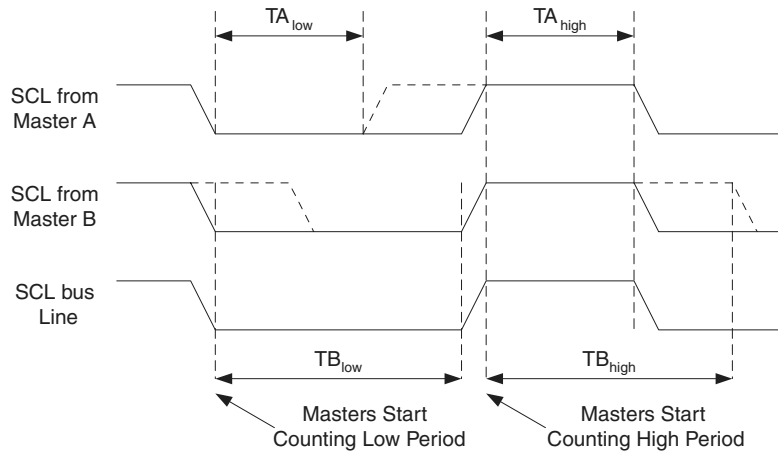 TA low
TA high
SCL from
Master A
SCL from
Master B
SCL bus
Line
TB low
TB high
Masters Start
Counting Low Period
Masters Start
Counting High Period